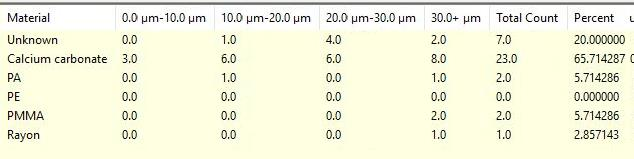 Material 0.0 µm-10.0 µm 10.0 µm-20.0 µm 20.0 µm-30.0 µm 30.0+ µm Total Count Percent
Unknown 0.0 1.0 4.0 2.0 7.0 20.000000
Calcium carbonate 3.0 6.0 6.0 8.0 23.0 65.714287
PA 0.0 1.0 0.0 1.0 2.0 5.714286
PE 0.0 0.0 0.0 0.0 0.0 0.000000
PMMA 0.0 0.0 0.0 2.0 2.0 5.714286
Rayon 0.0 0.0 0.0 1.0 1.0 2.857143